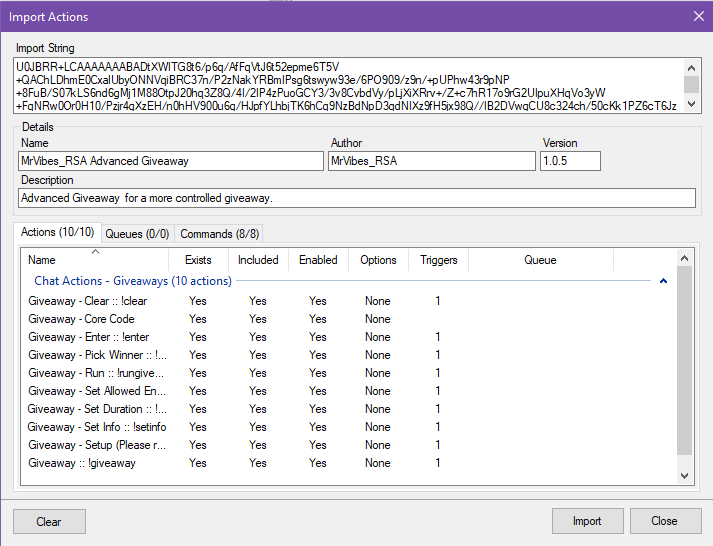 Import Actions
Import String
U0JBRR+LCAAAAAAABADtXWlTG8t6/p6q/AfFqVtJ6t52epme6T5V
+QAChLDhmE0CxalUbyONNVqiBRC37n/P2zNakYRBmIPsg6tswyw93e/6PO909/z9n/+pUPhw43r9pNP
+8FuB/S07kLS6nd6gMj1M88OtpJ20hq3Z8Q/4I/2IP4zPuoGCY3/3v8CvbdVy/pLjXiXRrv+/Z+c7hR17o9rG2UIpuXHqVo3yW
+FqNRw0Or0H10/Pzjr4qXzEH/n0hHV900u6q/HJpfYLhbjTK6hCq9NzBdNpD3qdNIXz9fH5jx98Q//IB2DVwqCU8c324ch/50cKk1PZ6cT6Jz
Details
Name
Author
Version
MrVibes_RSA Advanced Giveaway
MrVibes_RSA
1.0.5
Description
Advanced Giveaway for a more controlled giveaway.
Actions (10/10)
Queues (0/0)
Commands (8/8)
Name Exists Included Enabled Options Triggers Queue
Chat Actions - Giveaways (10 actions)
Giveaway - Clear :: !clear Yes Yes Yes None 1
Giveaway - Core Code Yes Yes Yes None
Giveaway - Enter :: !enter Yes Yes Yes None 1
Giveaway - Pick Winner :: !... Yes Yes Yes None 1
Giveaway - Run :: !rungive... Yes Yes Yes None 1
Giveaway - Set Allowed En... Yes Yes Yes None 1
Giveaway - Set Duration :: !... Yes Yes Yes None 1
Giveaway - Set Info :: !setinfo Yes Yes Yes None 1
Giveaway - Setup (Please r... Yes Yes Yes None 1
Giveaway :: !giveaway Yes Yes Yes None 1
Clear
Import
Close